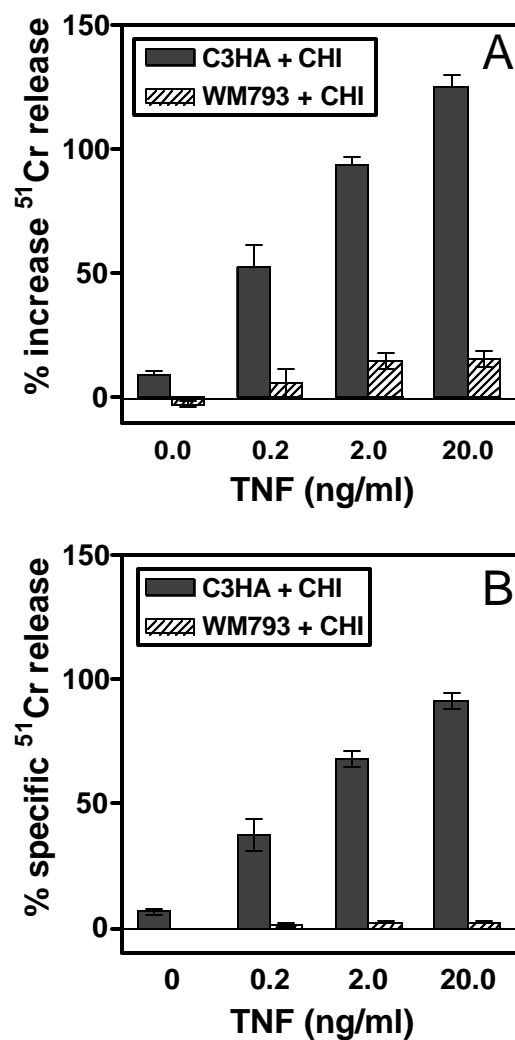 A
C3HA + CHI
WM793 + CHI
% increase ⁵¹Cr release
150
100
50
0
0.0 0.2 2.0 20.0
TNF (ng/ml)
B
C3HA + CHI
WM793 + CHI
% specific ⁵¹Cr release
150
100
50
0
0 0.2 2.0 20.0
TNF (ng/ml)